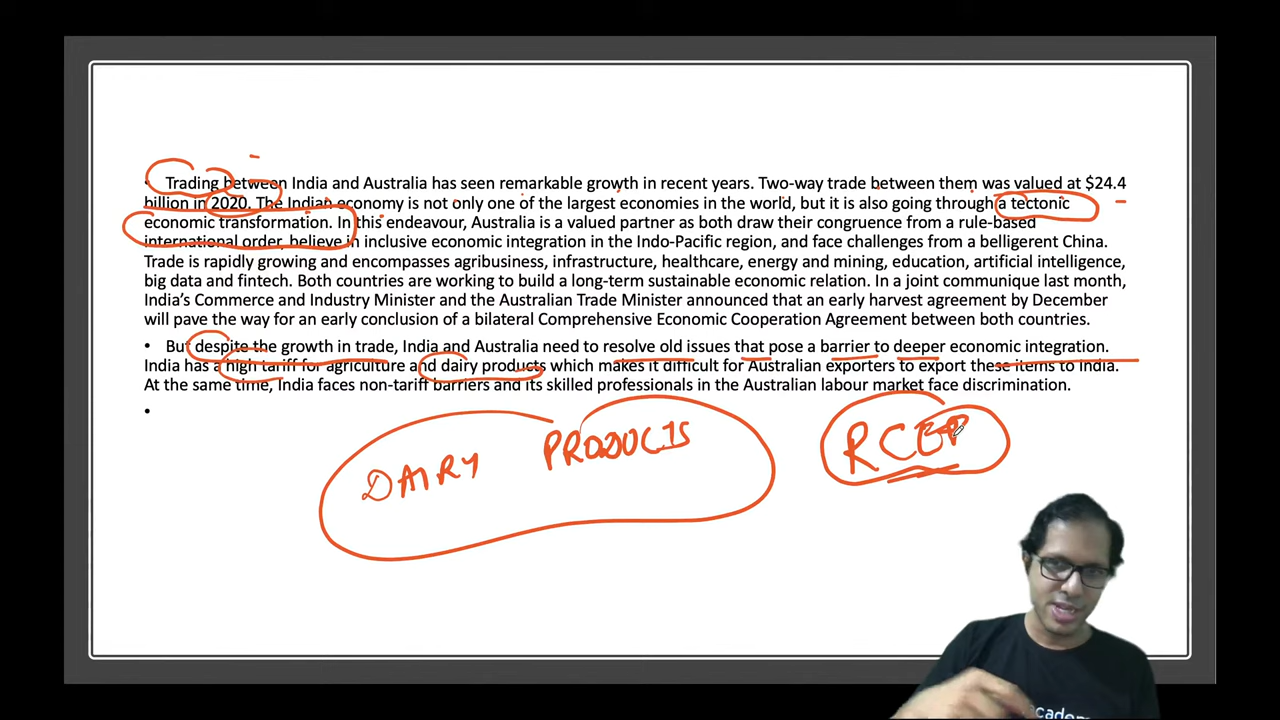 • Trading between India and Australia has seen remarkable growth in recent years. Two-way trade between them was valued at $24.4
billion in 2020. The Indian economy is not only one of the largest economies in the world, but it is also going through a tectonic
economic transformation. In this endeavour, Australia is a valued partner as both draw their congruence from a rule-based
international order, believe in inclusive economic integration in the Indo-Pacific region, and face challenges from a belligerent China.
Trade is rapidly growing and encompasses agribusiness, infrastructure, healthcare, energy and mining, education, artificial intelligence,
big data and fintech. Both countries are working to build a long-term sustainable economic relation. In a joint communique last month,
India’s Commerce and Industry Minister and the Australian Trade Minister announced that an early harvest agreement by December
will pave the way for an early conclusion of a bilateral Comprehensive Economic Cooperation Agreement between both countries.
• But despite the growth in trade, India and Australia need to resolve old issues that pose a barrier to deeper economic integration.
India has a high tariff for agriculture and dairy products which makes it difficult for Australian exporters to export these items to India.
At the same time, India faces non-tariff barriers and its skilled professionals in the Australian labour market face discrimination.
•
DAIRY PRODUCTS
RCEP
academ